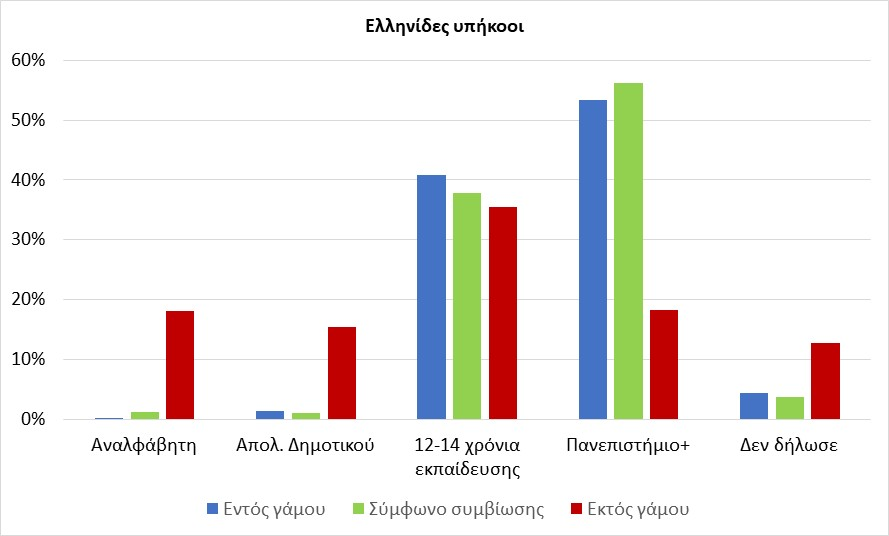 Ελληνίδες υπήκοοι
60%
50%
40%
30%
20%
10%
0%
Αναλφάβητη
Απολ. Δημοτικού
12-14 χρόνια
εκπαίδευσης
Πανεπιστήμιο+
Δεν δήλωσε
Εντός γάμου
Σύμφωνο συμβίωσης
Εκτός γάμου